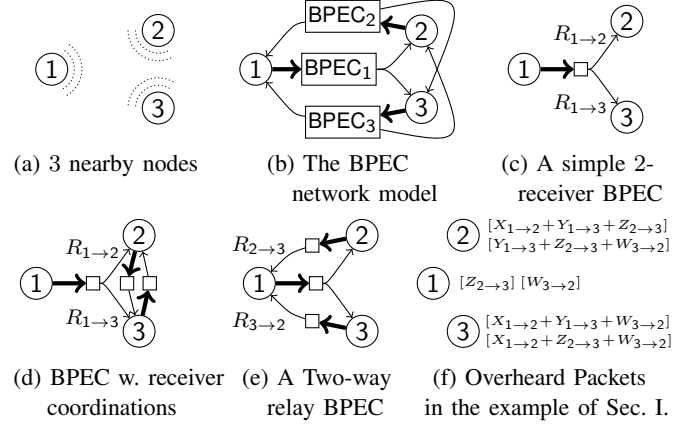 1 2 3
(a) 3 nearby nodes
BPEC₂
1 BPEC₁ 2
BPEC₃ 3
(b) The BPEC
network model
1 R₁→₂ 2
R₁→₃ 3
(c) A simple 2-
receiver BPEC
1 R₁→₂ 2
R₁→₃ 3
(d) BPEC w. receiver
coordinations
R₂→₃ 2
1
R₃→₂ 3
(e) A Two-way
relay BPEC
2 [X₁→₂+Y₁→₃+Z₂→₃]
[Y₁→₃+Z₂→₃+W₃→₂]
1 [Z₂→₃] [W₃→₂]
3 [X₁→₂+Y₁→₃+W₃→₂]
[X₁→₂+Z₂→₃+W₃→₂]
(f) Overheard Packets
in the example of Sec. I.